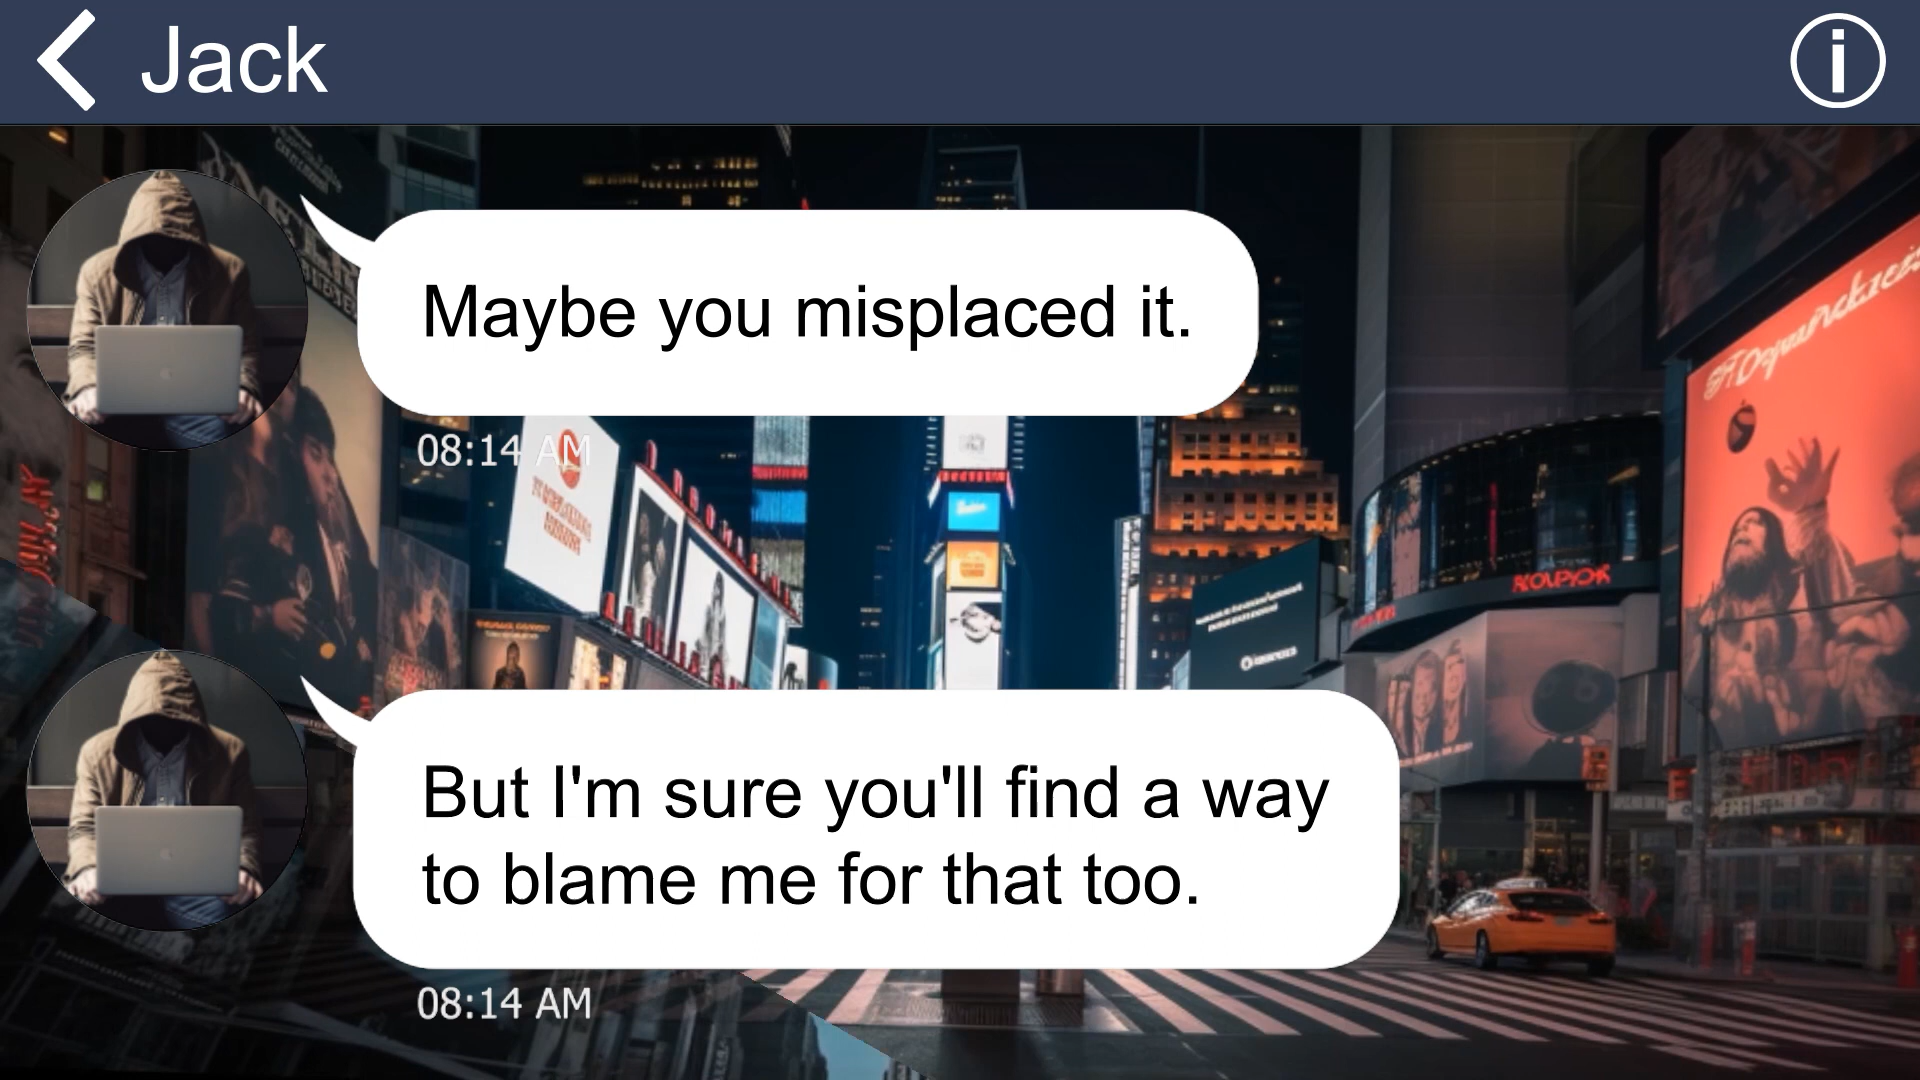 Jack
Maybe you misplaced it.
08:14 AM
But I'm sure you'll find a way
to blame me for that too.
08:14 AM